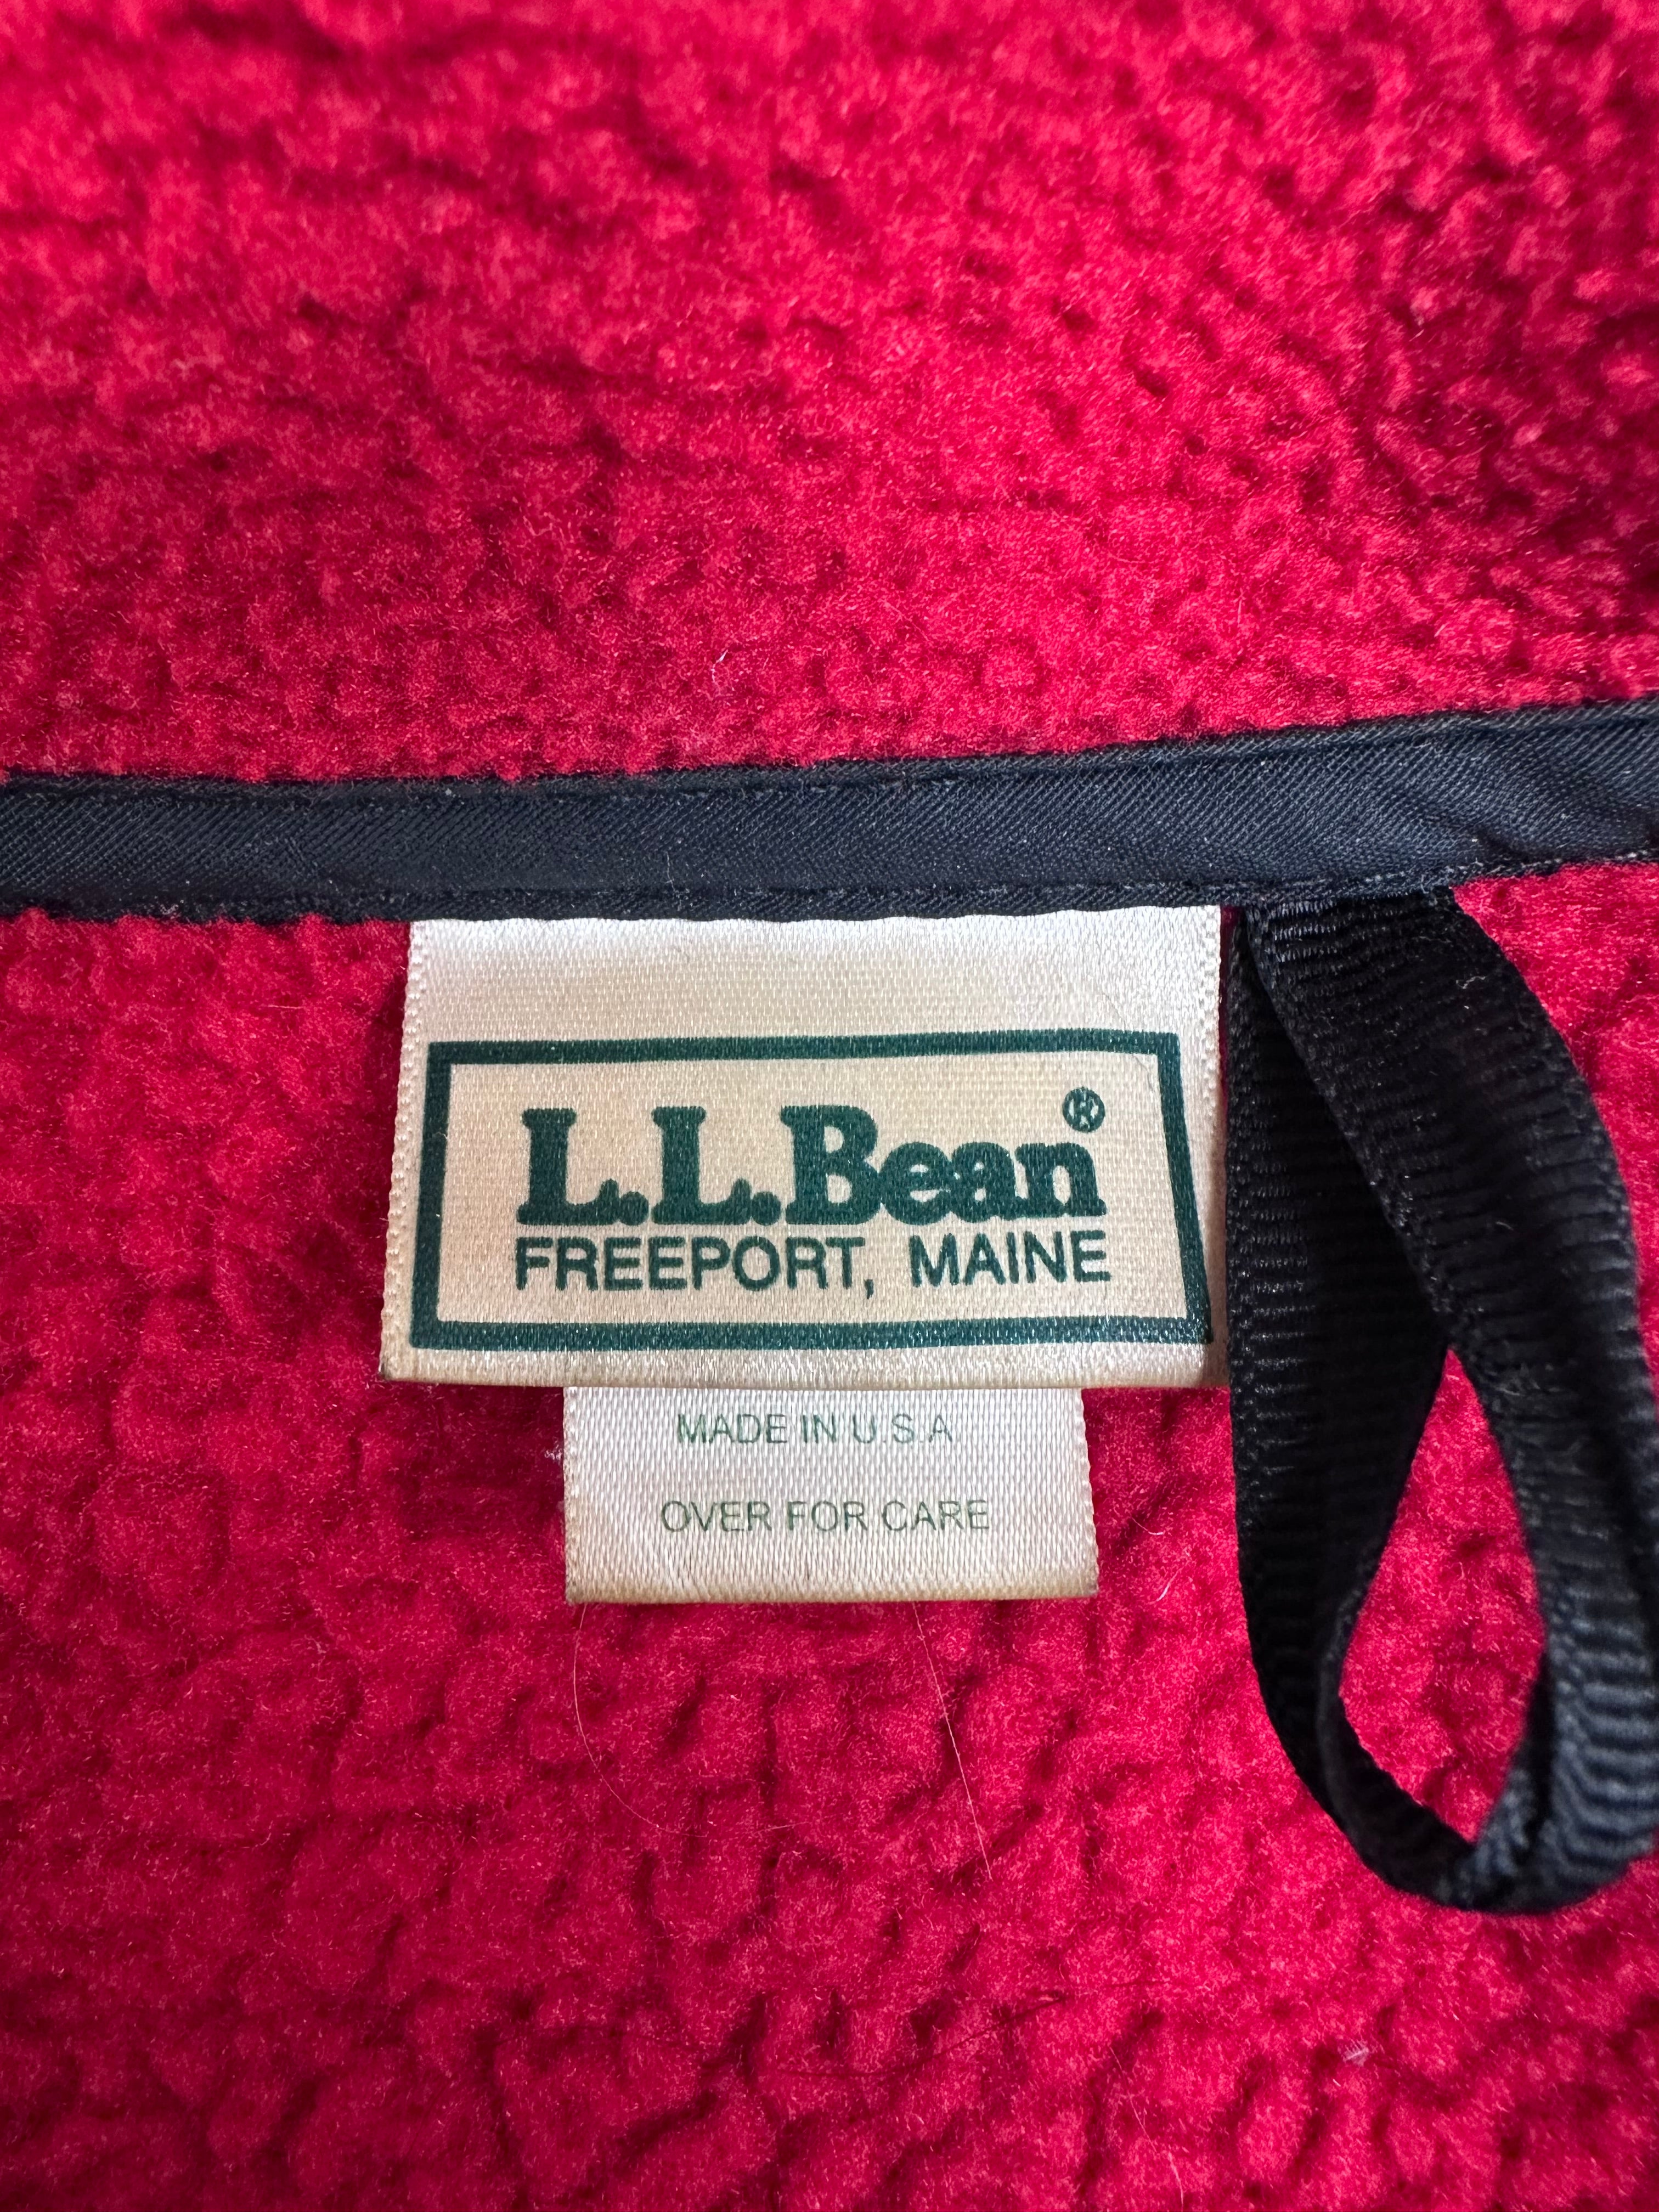 L.L.Bean®
FREEPORT, MAINE
MADE IN U.S.A
OVER FOR CARE